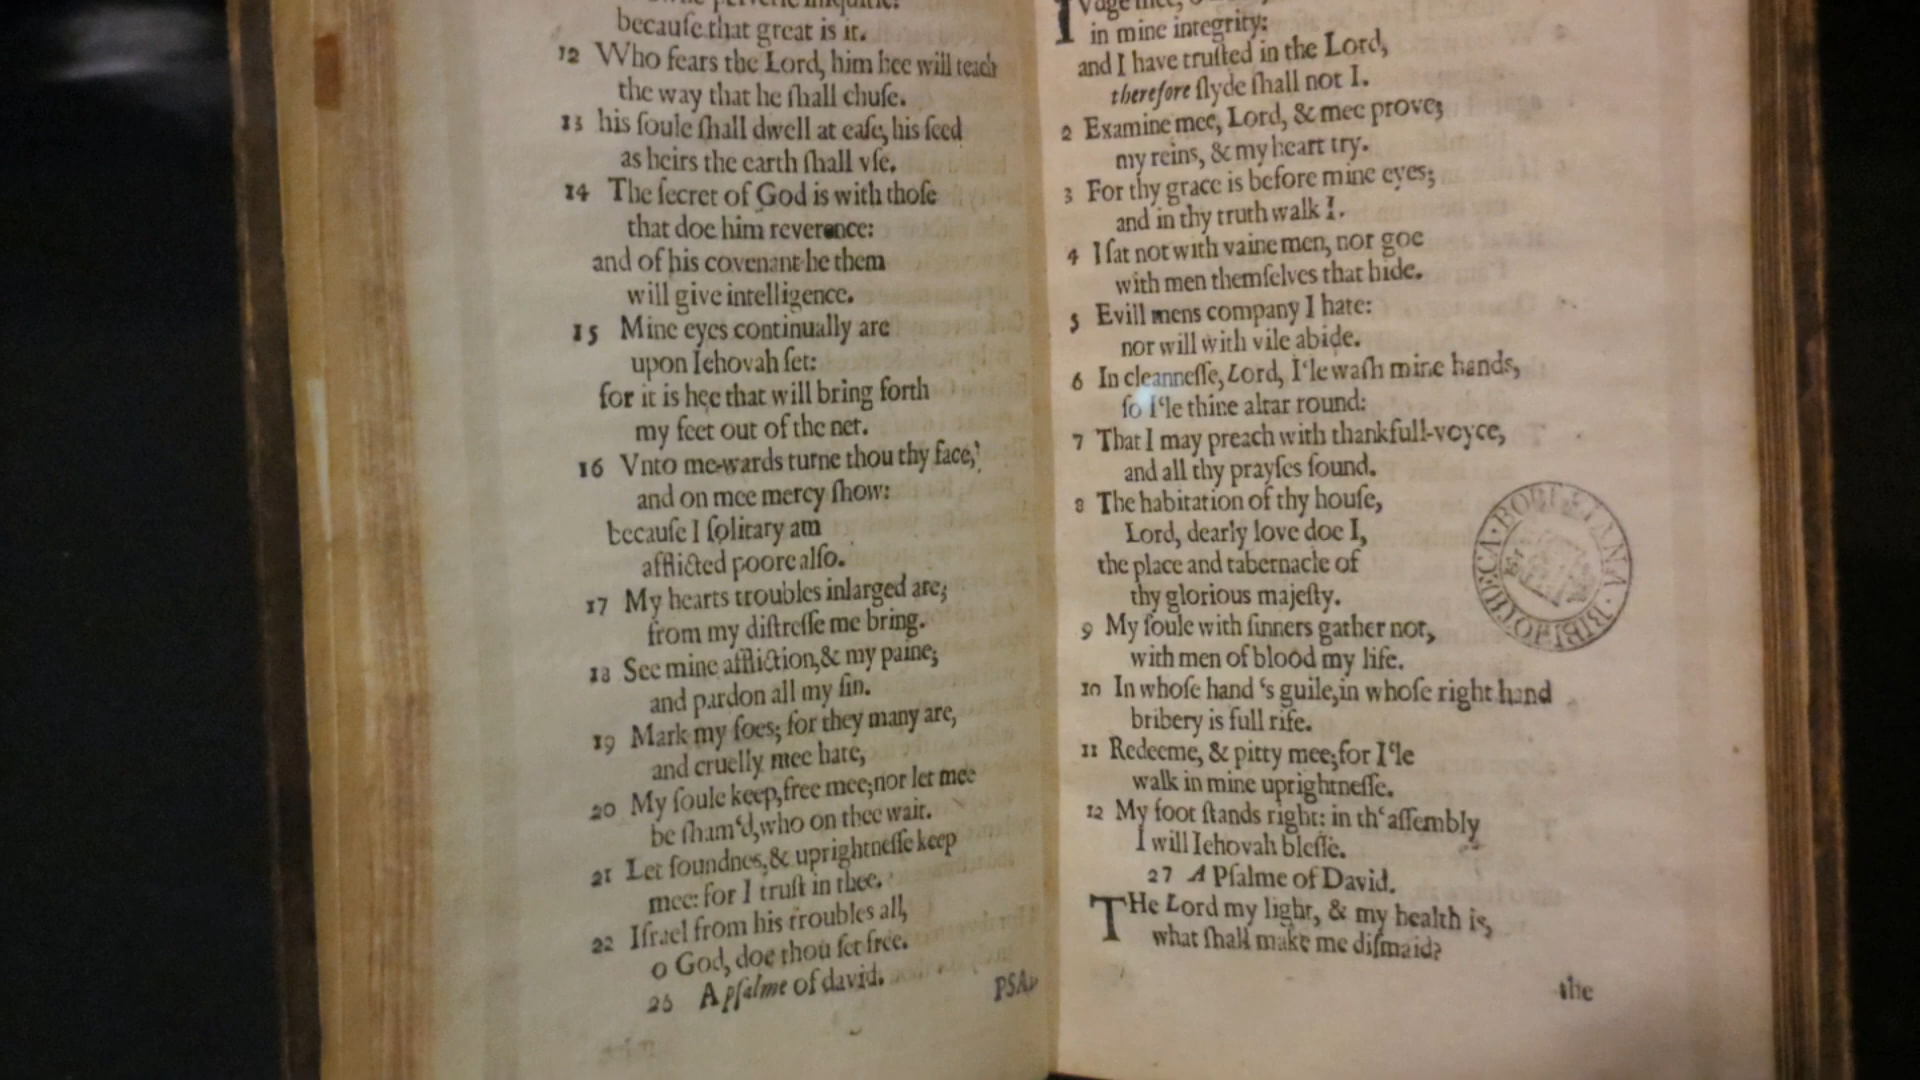 because that great is it.
12 Who fears the Lord, him hee will teach
the way that he ſhall chuſe.
13 his ſoule ſhall dwell at eaſe, his ſeed
as heirs the earth ſhall vſe.
14 The ſecret of God is with thoſe
that doe him reverence:
and of his covenant he them
will give intelligence.
15 Mine eyes continually are
upon Iehovah ſet:
for it is hee that will bring forth
my feet out of the net.
16 Vnto me-wards turne thou thy face,
and on mee mercy ſhow:
becauſe I ſolitary am
afflicted poore alſo.
17 My hearts troubles inlarged are;
from my diſtreſſe me bring.
18 See mine affliction, & my paine;
and pardon all my ſin.
19 Mark my foes; for they many are,
and cruelly mee hate,
20 My ſoule keep, free mee; nor let mee
be ſham'd, who on thee wait.
21 Let ſoundnes, & uprightneſſe keep
mee: for I truſt in thee.
22 Iſrael from his troubles all,
o God, doe thou ſet free.
26 A pſalme of david.
PSA-
in mine integrity:
and I have truſted in the Lord,
therefore ſlyde ſhall not I.
2 Examine mee, Lord, & mee prove;
my reins, & my heart try.
3 For thy grace is before mine eyes;
and in thy truth walk I.
4 I ſat not with vaine men, nor goe
with men themſelves that hide.
5 Evill mens company I hate:
nor will with vile abide.
6 In cleanneſſe, Lord, I'le waſh mine hands,
ſo I'le thine altar round:
7 That I may preach with thankfull-voyce,
and all thy prayſes ſound.
8 The habitation of thy houſe,
Lord, dearly love doe I,
the place and tabernacle of
thy glorious majeſty.
9 My ſoule with ſinners gather not,
with men of blood my life.
10 In whoſe hand 's guile, in whoſe right hand
bribery is full rife.
11 Redeeme, & pitty mee; for I'le
walk in mine uprightneſſe.
12 My foot ſtands right: in th'aſſembly
I will Iehovah bleſſe.
27 A Pſalme of David.
THe Lord my light, & my health is,
what ſhall make me diſmaid?
the